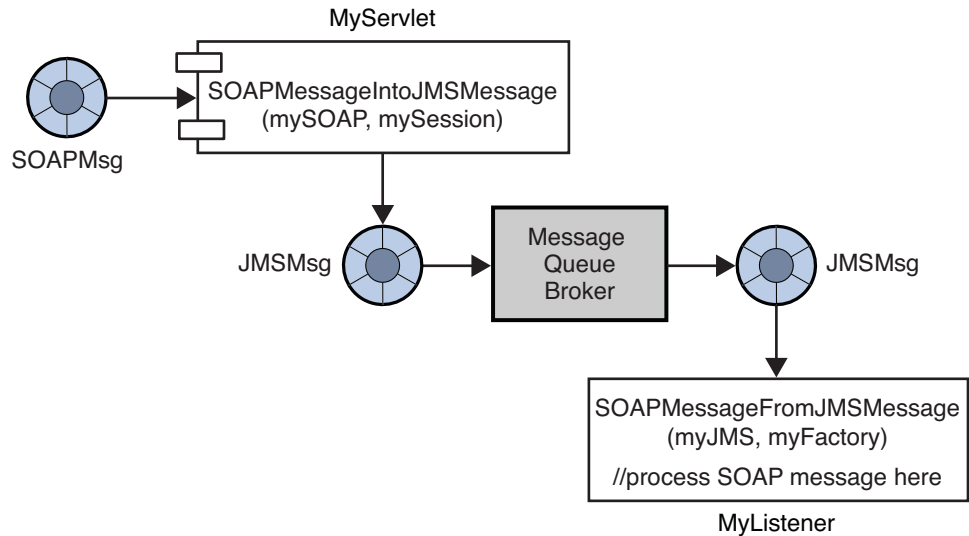 MyServlet
SOAPMessageIntoJMSMessage
(mySOAP, mySession)
SOAPMsg
JMSMsg
Message
Queue
Broker
JMSMsg
SOAPMessageFromJMSMessage
(myJMS, myFactory)
//process SOAP message here
MyListener